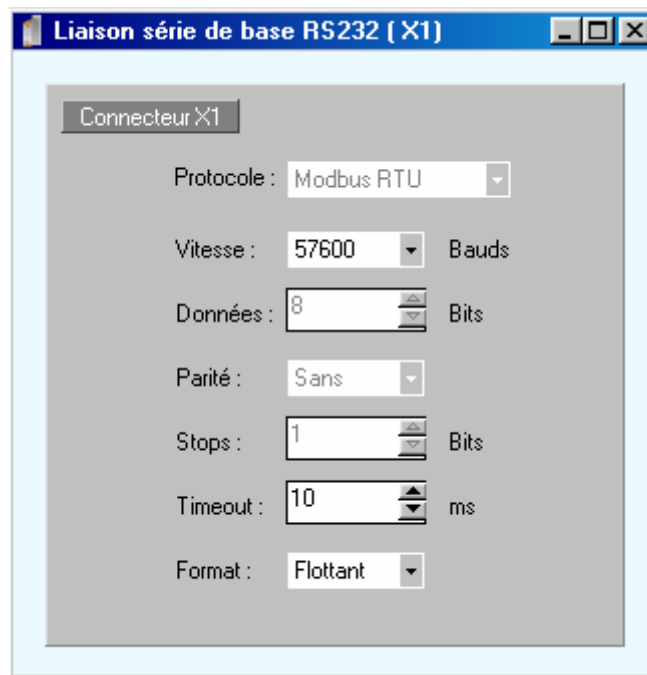 Liaison série de base RS232 ( X1)
Connecteur X1
Protocole : Modbus RTU
Vitesse : 57600 Bauds
Données : 8 Bits
Parité : Sans
Stops : 1 Bits
Timeout : 10 ms
Format : Flottant